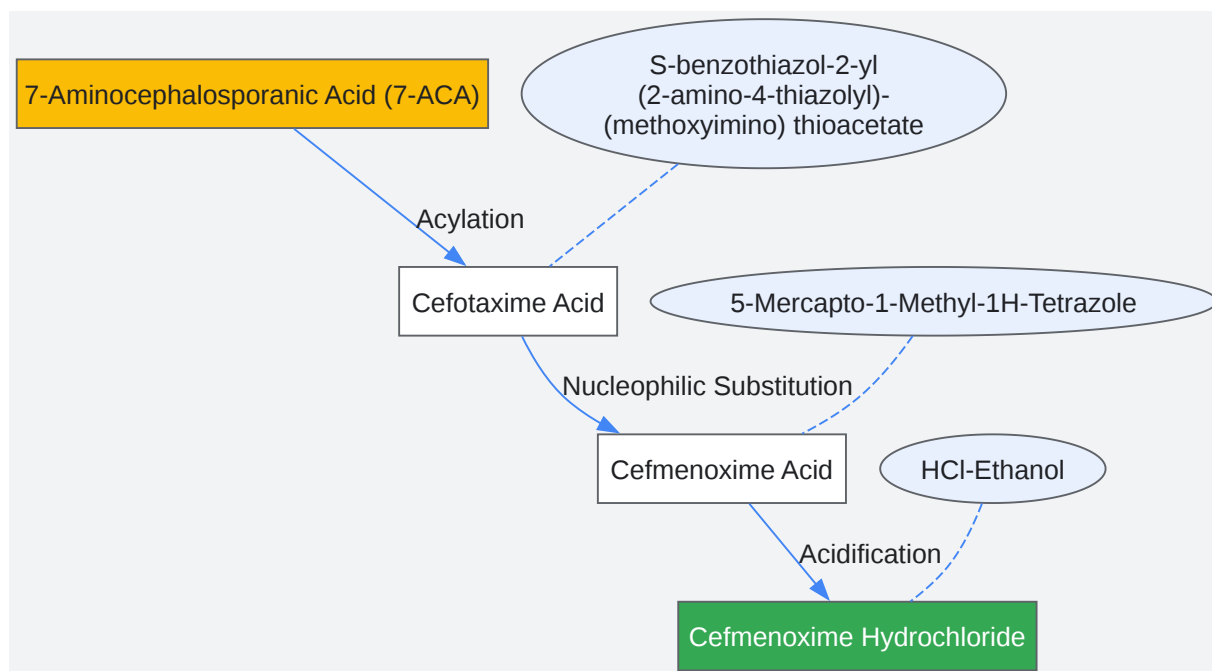 S-benzothiazol-2-yl
(2-amino-4-thiazolyl)-
(methoxyimino) thioacetate
7-Aminocephalosporanic Acid (7-ACA)
Acylation
Cefotaxime Acid
5-Mercapto-1-Methyl-1H-Tetrazole
Nucleophilic Substitution
Cefmenoxime Acid
HCl-Ethanol
Acidification
Cefmenoxime Hydrochloride